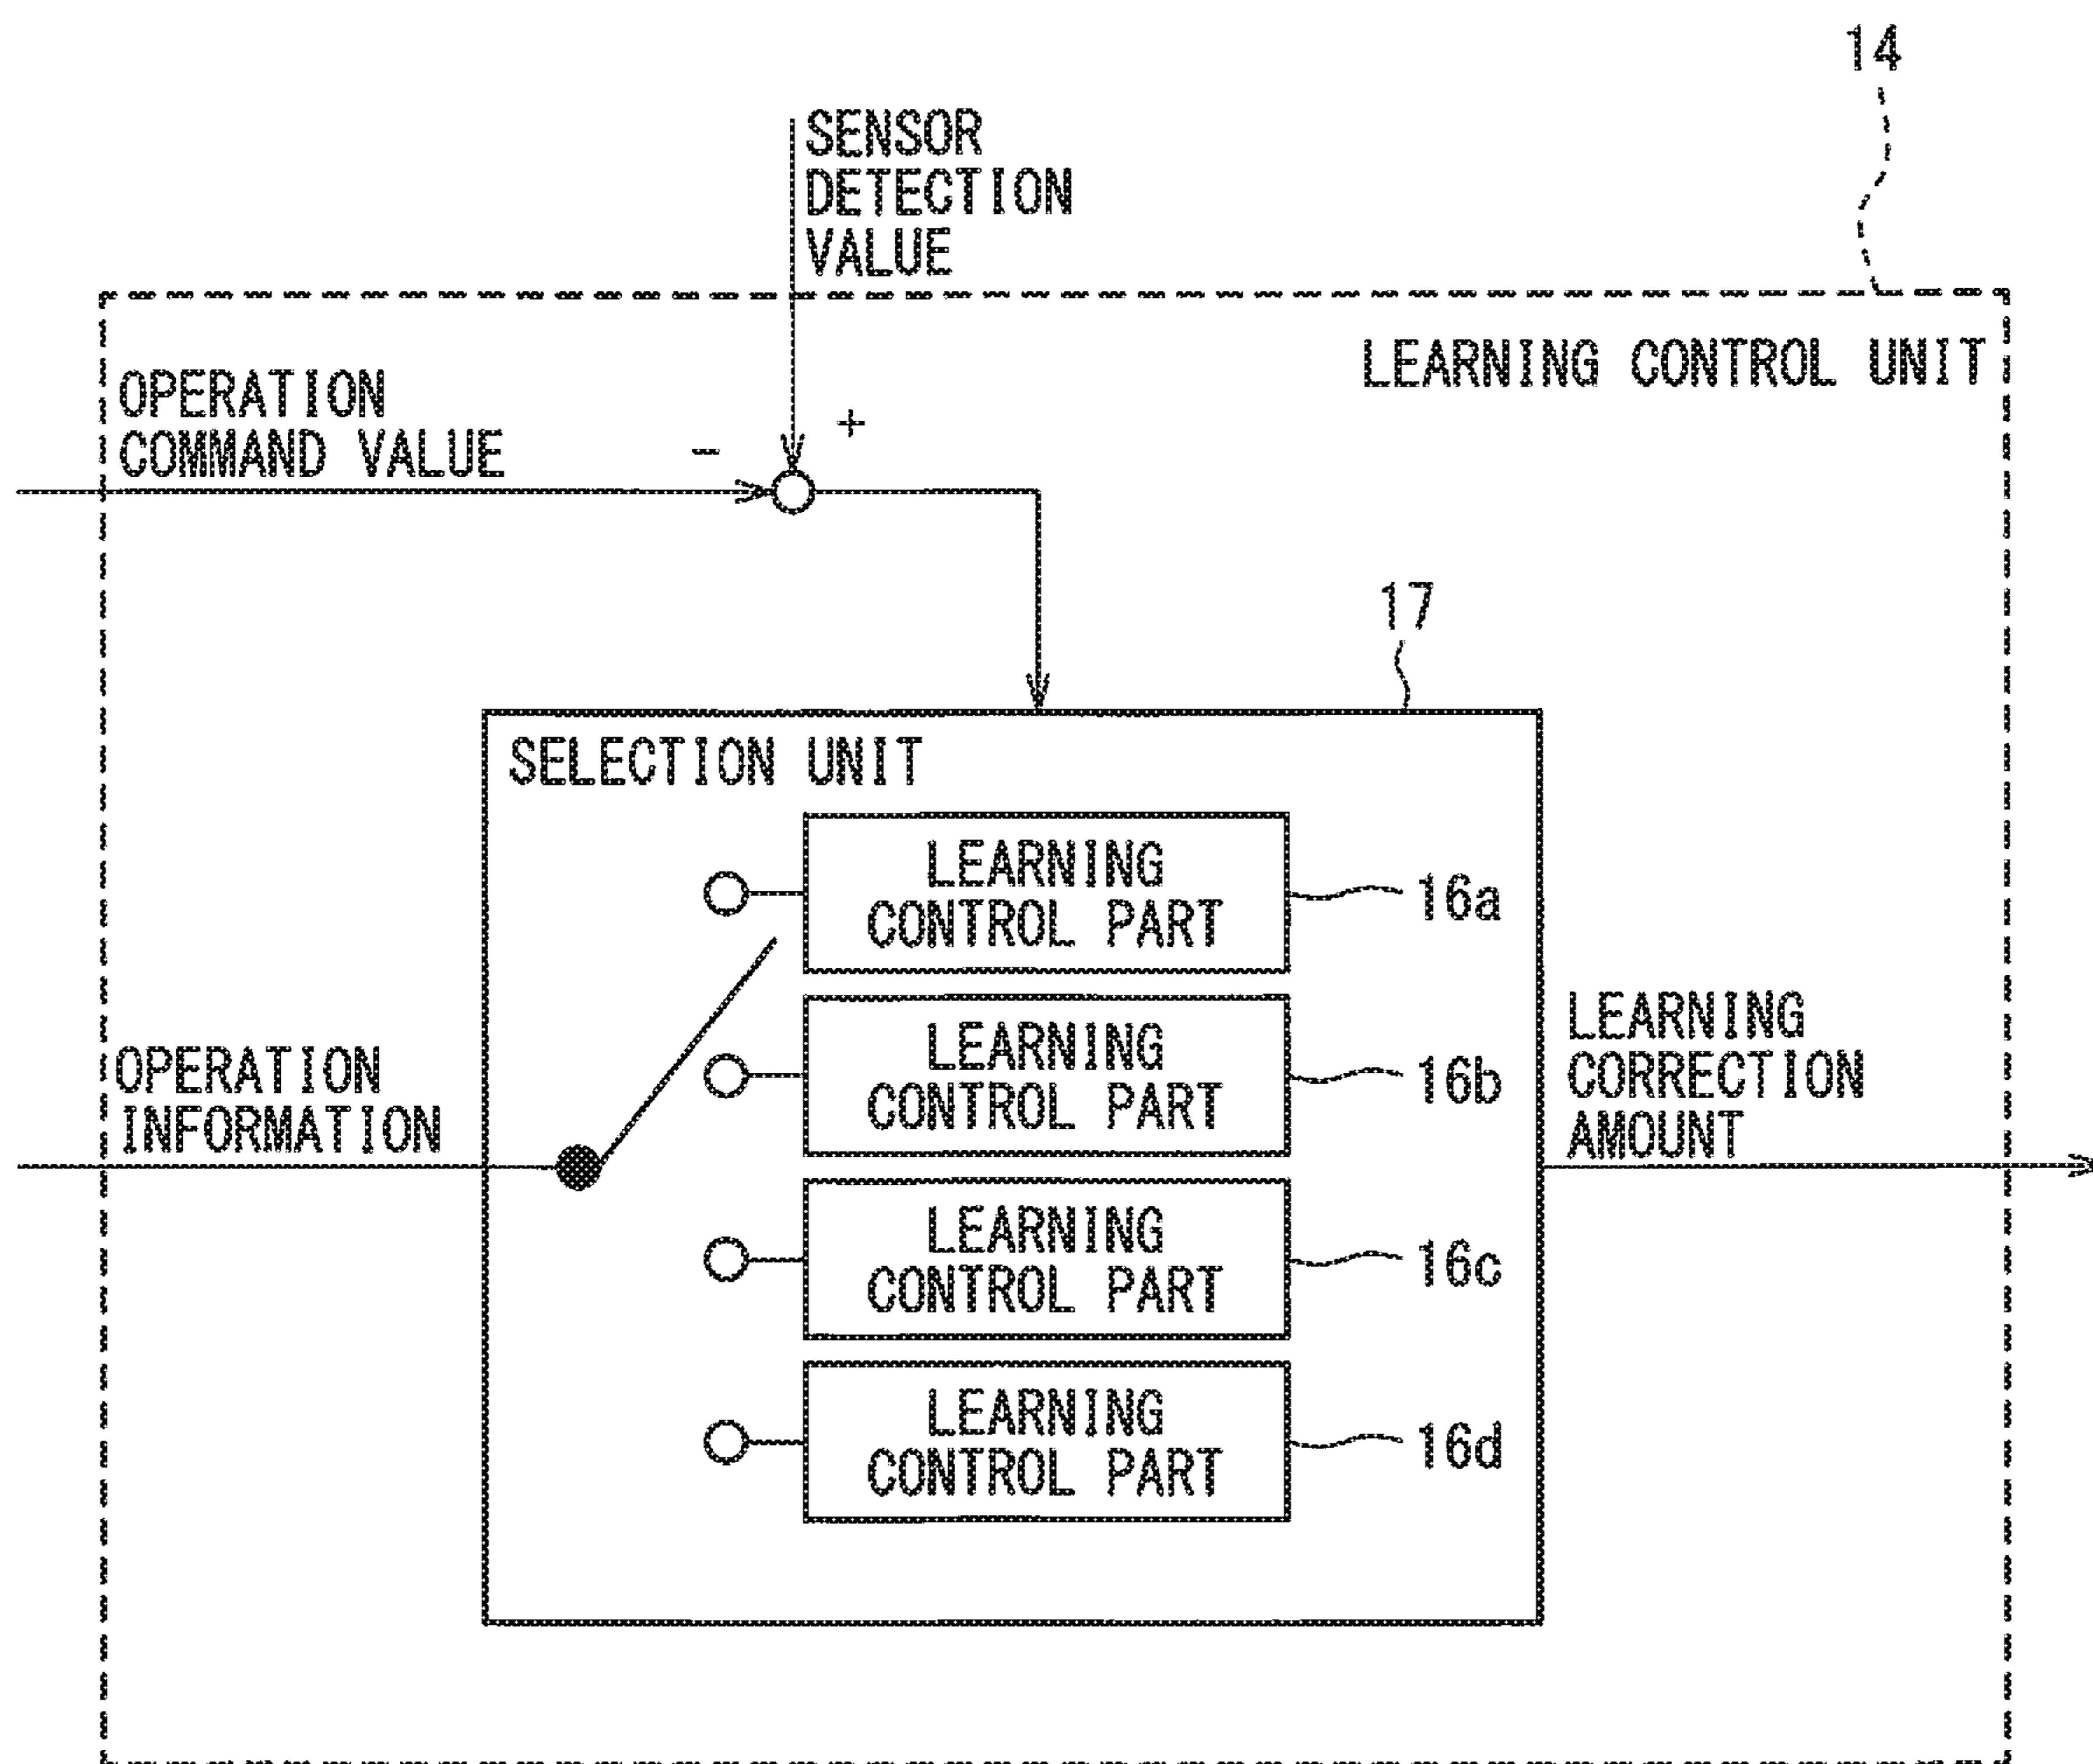 14
SENSOR
DETECTION
VALUE
LEARNING CONTROL UNIT
OPERATION
COMMAND VALUE
-
+
17
SELECTION UNIT
LEARNING
CONTROL PART
16a
LEARNING
CONTROL PART
16b
LEARNING
CONTROL PART
16c
LEARNING
CONTROL PART
16d
OPERATION
INFORMATION
LEARNING
CORRECTION
AMOUNT